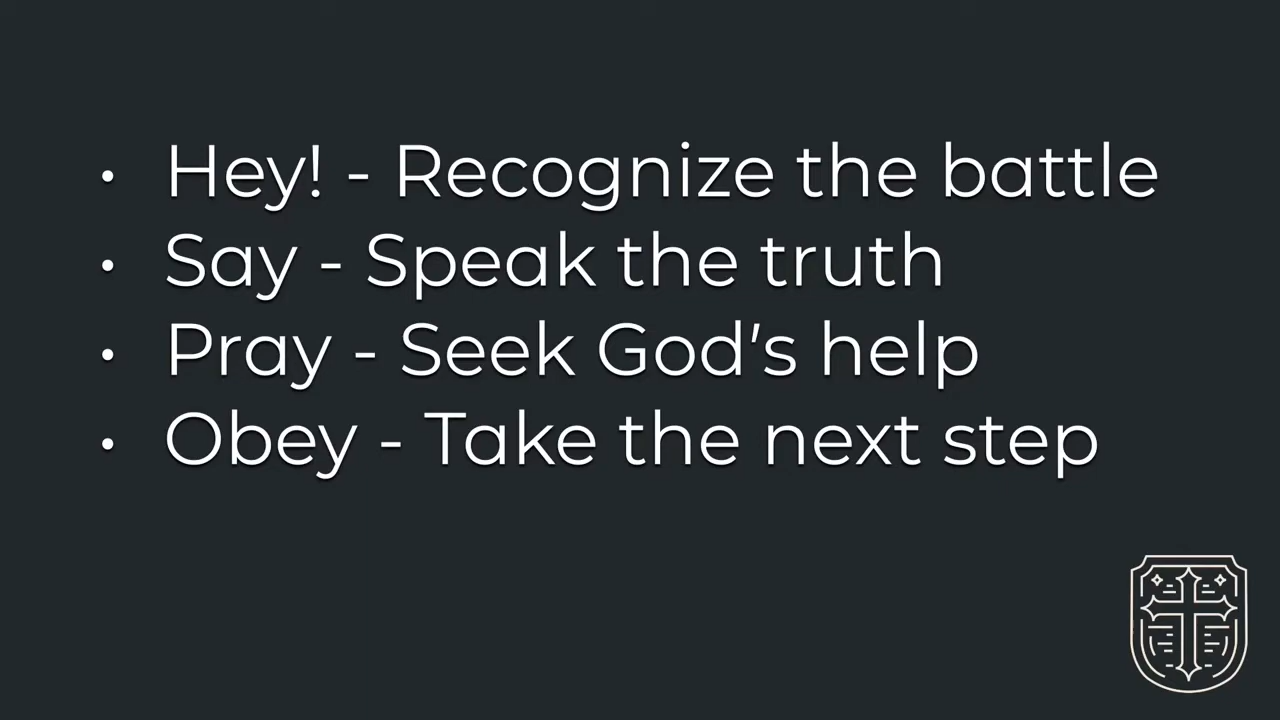 • Hey! - Recognize the battle
• Say - Speak the truth
• Pray - Seek God's help
• Obey - Take the next step